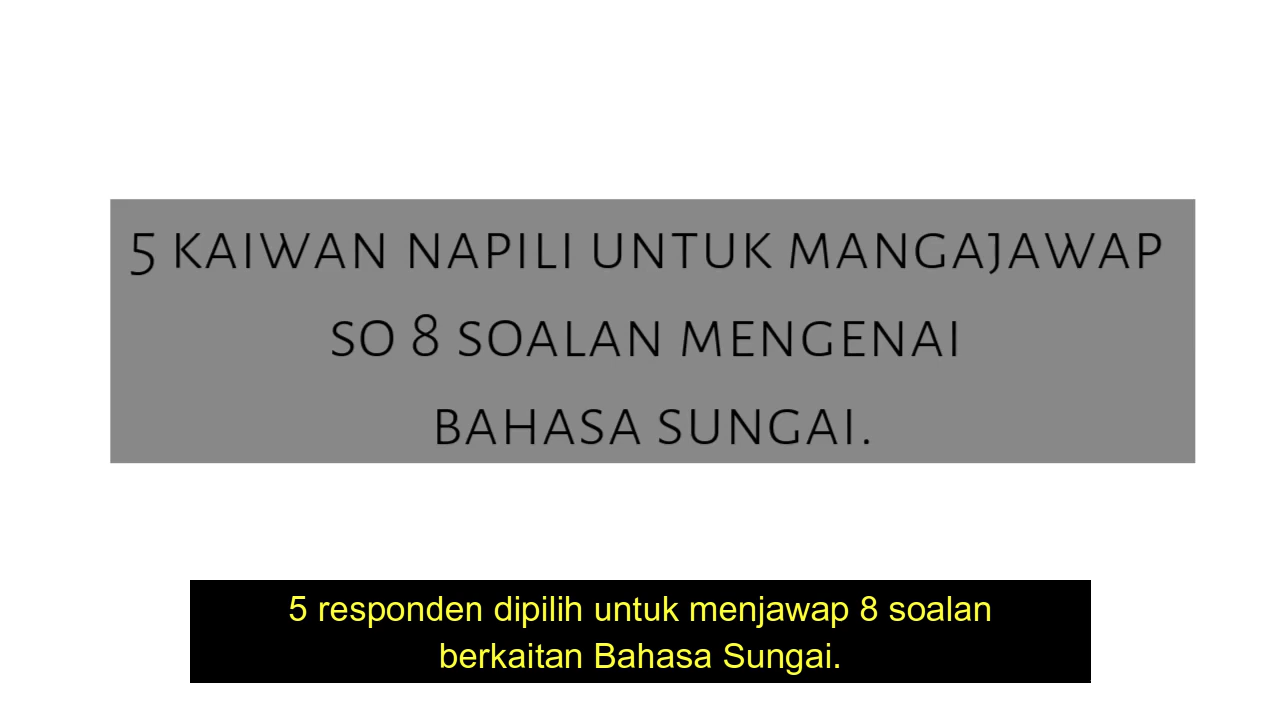 5 KAIWAN NAPILI UNTUK MANGAJAWAP
SO 8 SOALAN MENGENAI
BAHASA SUNGAI.
5 responden dipilih untuk menjawap 8 soalan
berkaitan Bahasa Sungai.